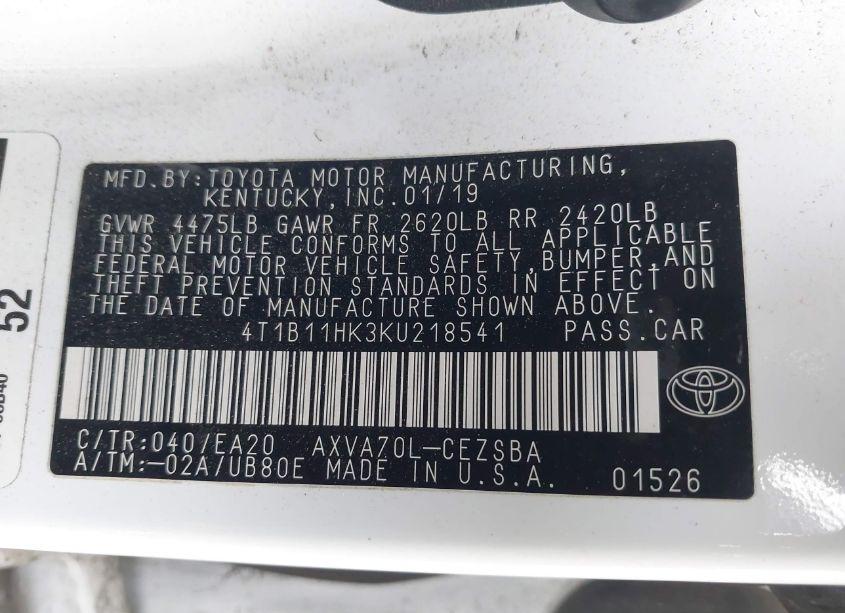 MFD.BY:TOYOTA MOTOR MANUFACTURING,
KENTUCKY,INC.01/19
GVWR 4475LB GAWR FR 2620LB RR 2420LB
THIS VEHICLE CONFORMS TO ALL APPLICABLE
FEDERAL MOTOR VEHICLE SAFETY,BUMPER,AND
THEFT PREVENTION STANDARDS IN EFFECT ON
THE DATE OF MANUFACTURE SHOWN ABOVE.
4T1B11HK3KU218541 PASS.CAR
C/TR:040/EA20 AXVA70L-CEZSBA
A/TM:-02A/UB80E MADE IN U.S.A. 01526
52